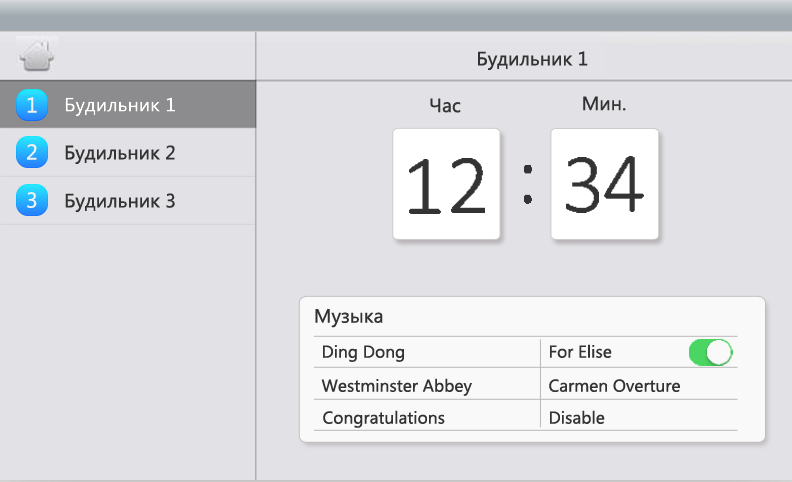 Будильник 1
1 Будильник 1
2 Будильник 2
3 Будильник 3
Час Мин.
12 : 34
Музыка
Ding Dong For Elise
Westminster Abbey Carmen Overture
Congratulations Disable